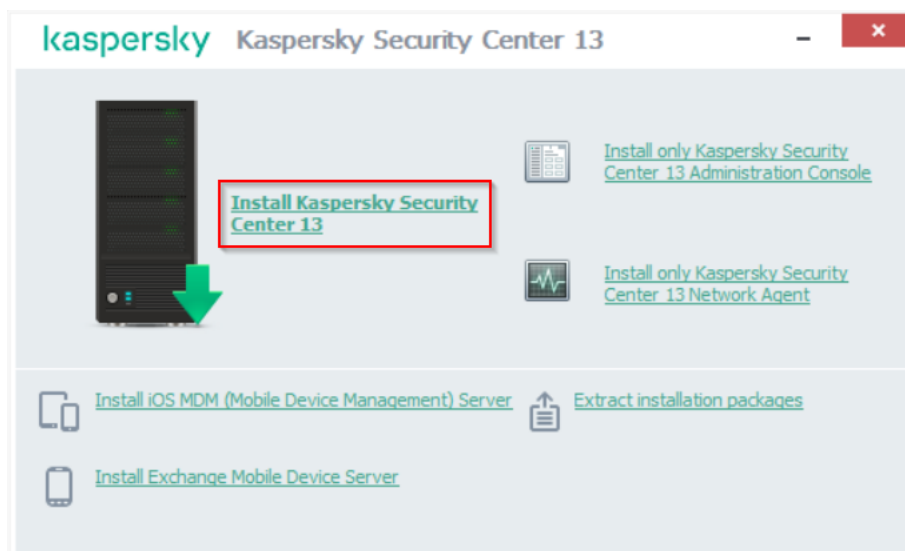 kaspersky Kaspersky Security Center 13
Install Kaspersky Security
Center 13
Install only Kaspersky Security
Center 13 Administration Console
Install only Kaspersky Security
Center 13 Network Agent
Install iOS MDM (Mobile Device Management) Server
Extract installation packages
Install Exchange Mobile Device Server